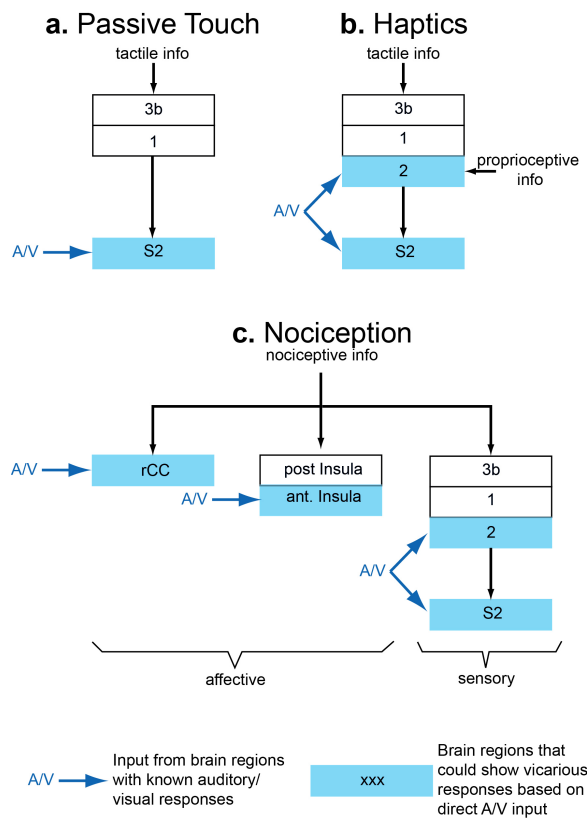 a. Passive Touch
tactile info
3b
1
A/V
S2
b. Haptics
tactile info
3b
1
2
proprioceptive
info
A/V
S2
c. Nociception
nociceptive info
A/V
rCC
post Insula
A/V
ant. Insula
3b
1
2
A/V
S2
affective
sensory
A/V
Input from brain regions
with known auditory/
visual responses
xxx
Brain regions that
could show vicarious
responses based on
direct A/V input